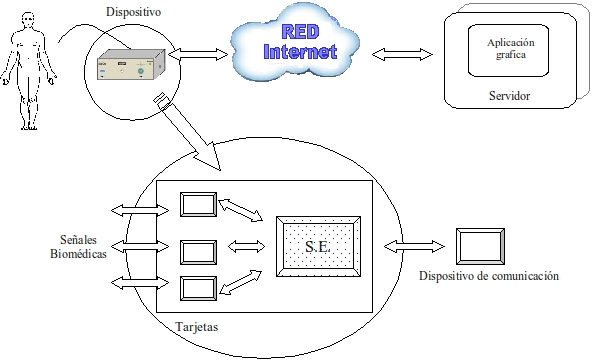 Dispositivo
RED
Internet
Aplicación
grafica
Servidor
Señales
Biomédicas
S.E.
Dispositivo de comunicación
Tarjetas